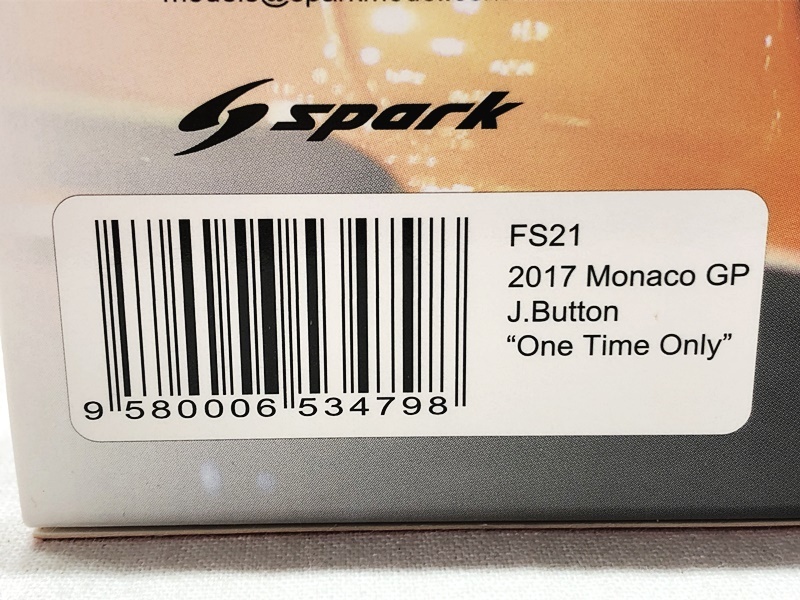 spark
FS21
2017 Monaco GP
J.Button
“One Time Only”
9 580006 534798